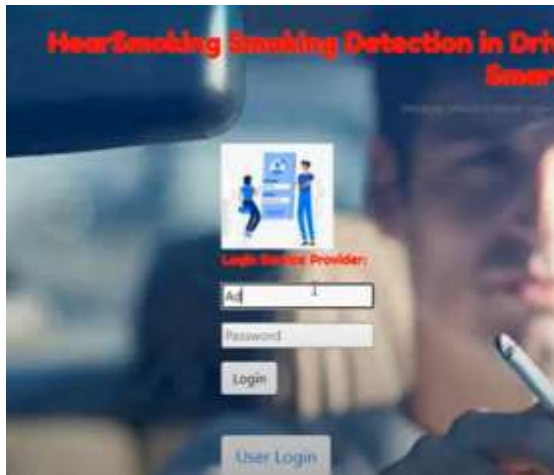 HearSmoking Smoking Detection in Dri
Smar
Login Service Provider:
Ad
Password
Login
User Login